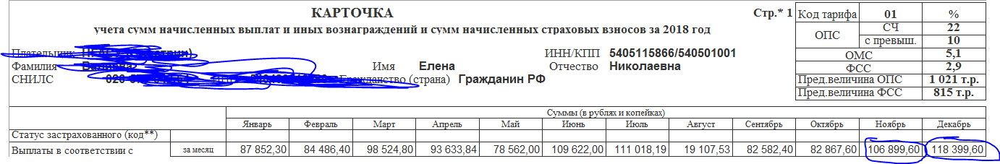 КАРТОЧКА
Стр.* 1
учета сумм начисленных выплат и иных вознаграждений и сумм начисленных страховых взносов за 2018 год
Код тарифа 01 %
ОПС СЧ 22
с превыш. 10
ОМС 5,1
ФСС 2,9
Пред.величина ОПС 1 021 т.р.
Пред.величина ФСС 815 т.р.
Плательщик ИНН/КПП 5405115866/540501001
Фамилия Имя Елена Отчество Николаевна
СНИЛС Гражданство (страна) Гражданин РФ
Суммы (в рублях и копейках)
Январь Февраль Март Апрель Май Июнь Июль Август Сентябрь Октябрь Ноябрь Декабрь
Статус застрахованного (код**)
Выплаты в соответствии с за месяц 87 852,30 84 486,40 98 524,80 93 633,84 78 562,00 109 622,00 111 018,19 19 107,53 82 582,40 82 867,60 106 899,60 118 399,60